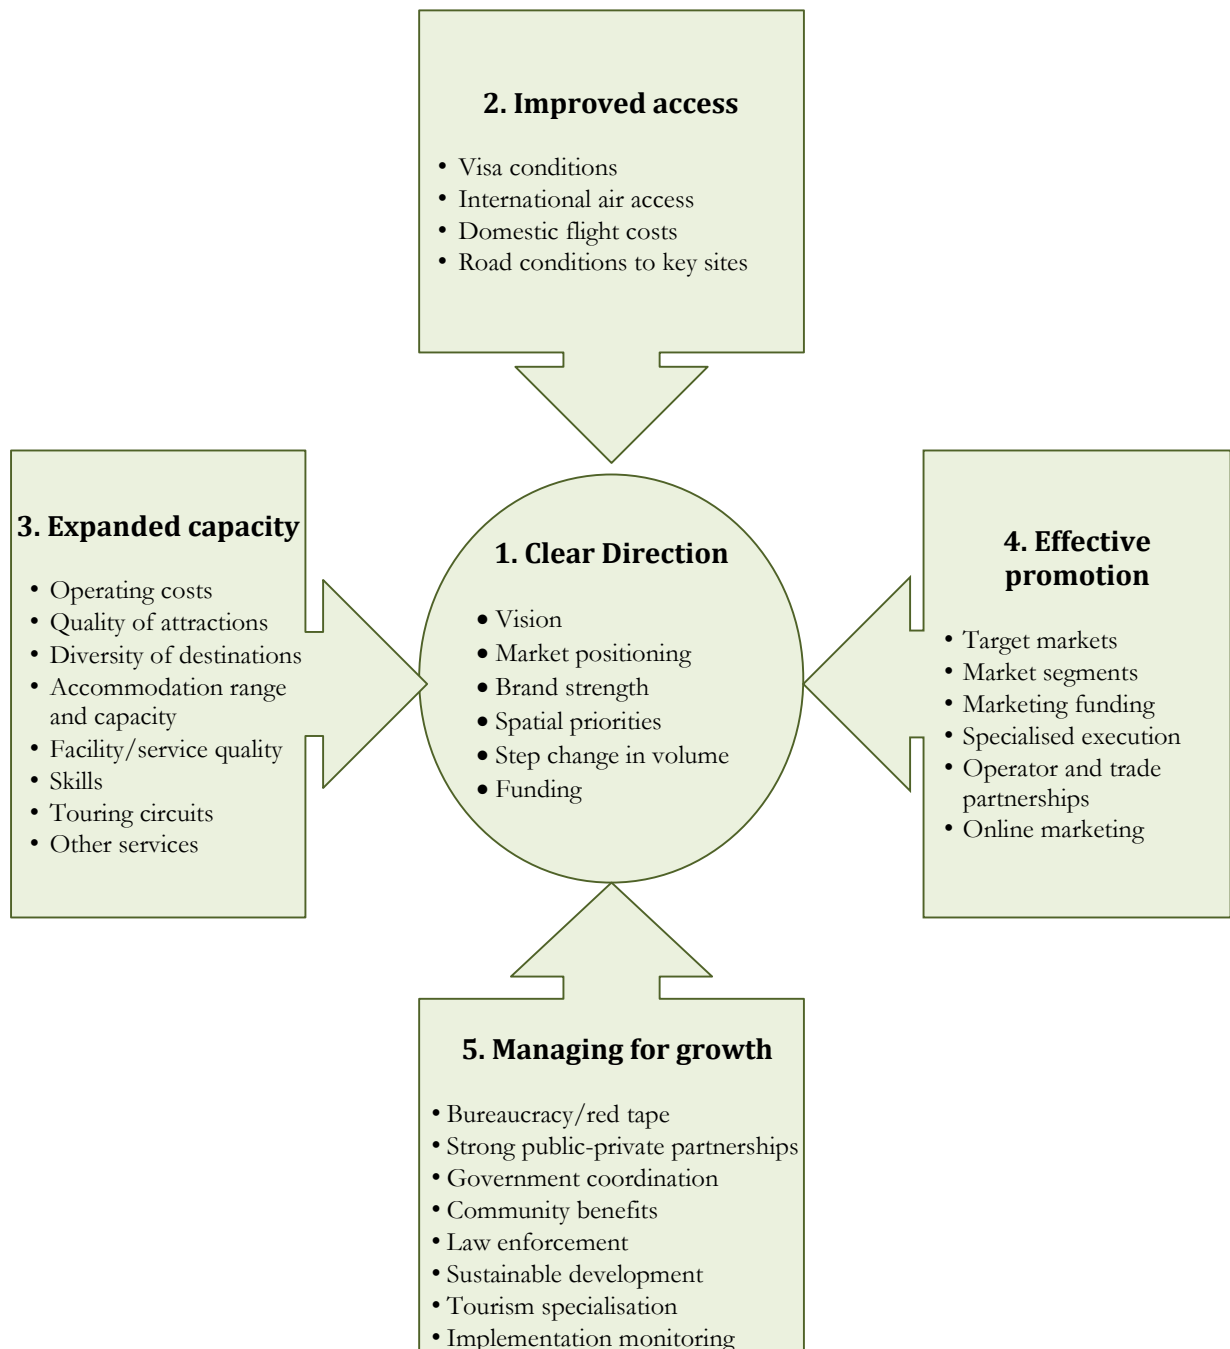 2. Improved access
• Visa conditions
• International air access
• Domestic flight costs
• Road conditions to key sites
3. Expanded capacity
• Operating costs
• Quality of attractions
• Diversity of destinations
• Accommodation range
and capacity
• Facility/service quality
• Skills
• Touring circuits
• Other services
1. Clear Direction
• Vision
• Market positioning
• Brand strength
• Spatial priorities
• Step change in volume
• Funding
4. Effective
promotion
• Target markets
• Market segments
• Marketing funding
• Specialised execution
• Operator and trade
partnerships
• Online marketing
5. Managing for growth
• Bureaucracy/red tape
• Strong public-private partnerships
• Government coordination
• Community benefits
• Law enforcement
• Sustainable development
• Tourism specialisation
• Implementation monitoring